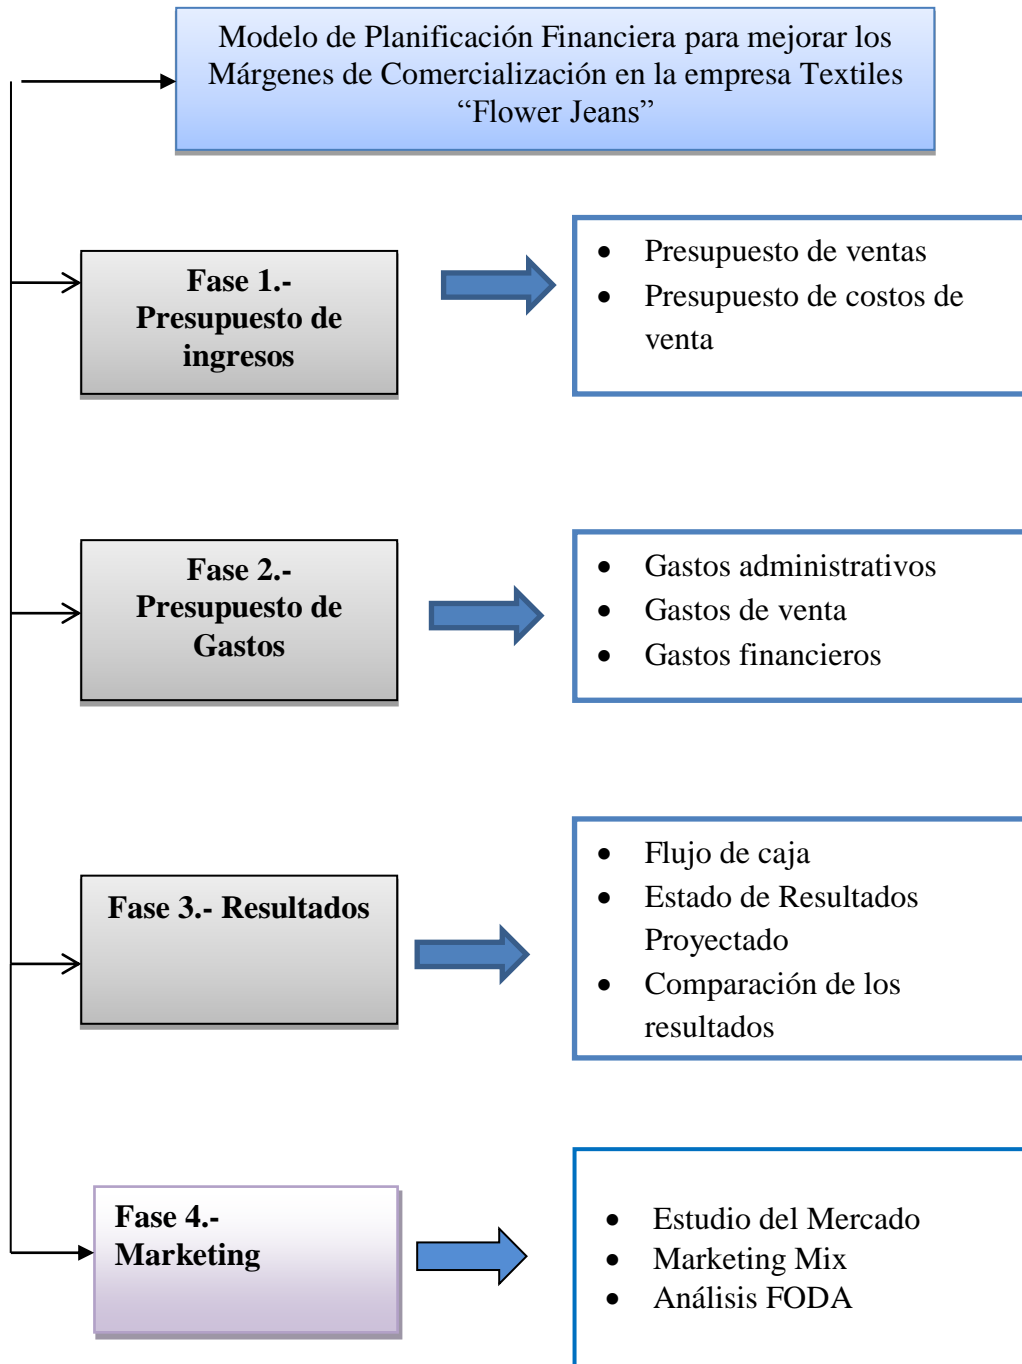 Modelo de Planificación Financiera para mejorar los
Márgenes de Comercialización en la empresa Textiles
“Flower Jeans”
Fase 1.-
Presupuesto de
ingresos
• Presupuesto de ventas
• Presupuesto de costos de
venta
Fase 2.-
Presupuesto de
Gastos
• Gastos administrativos
• Gastos de venta
• Gastos financieros
Fase 3.- Resultados
• Flujo de caja
• Estado de Resultados
Proyectado
• Comparación de los
resultados
Fase 4.-
Marketing
• Estudio del Mercado
• Marketing Mix
• Análisis FODA